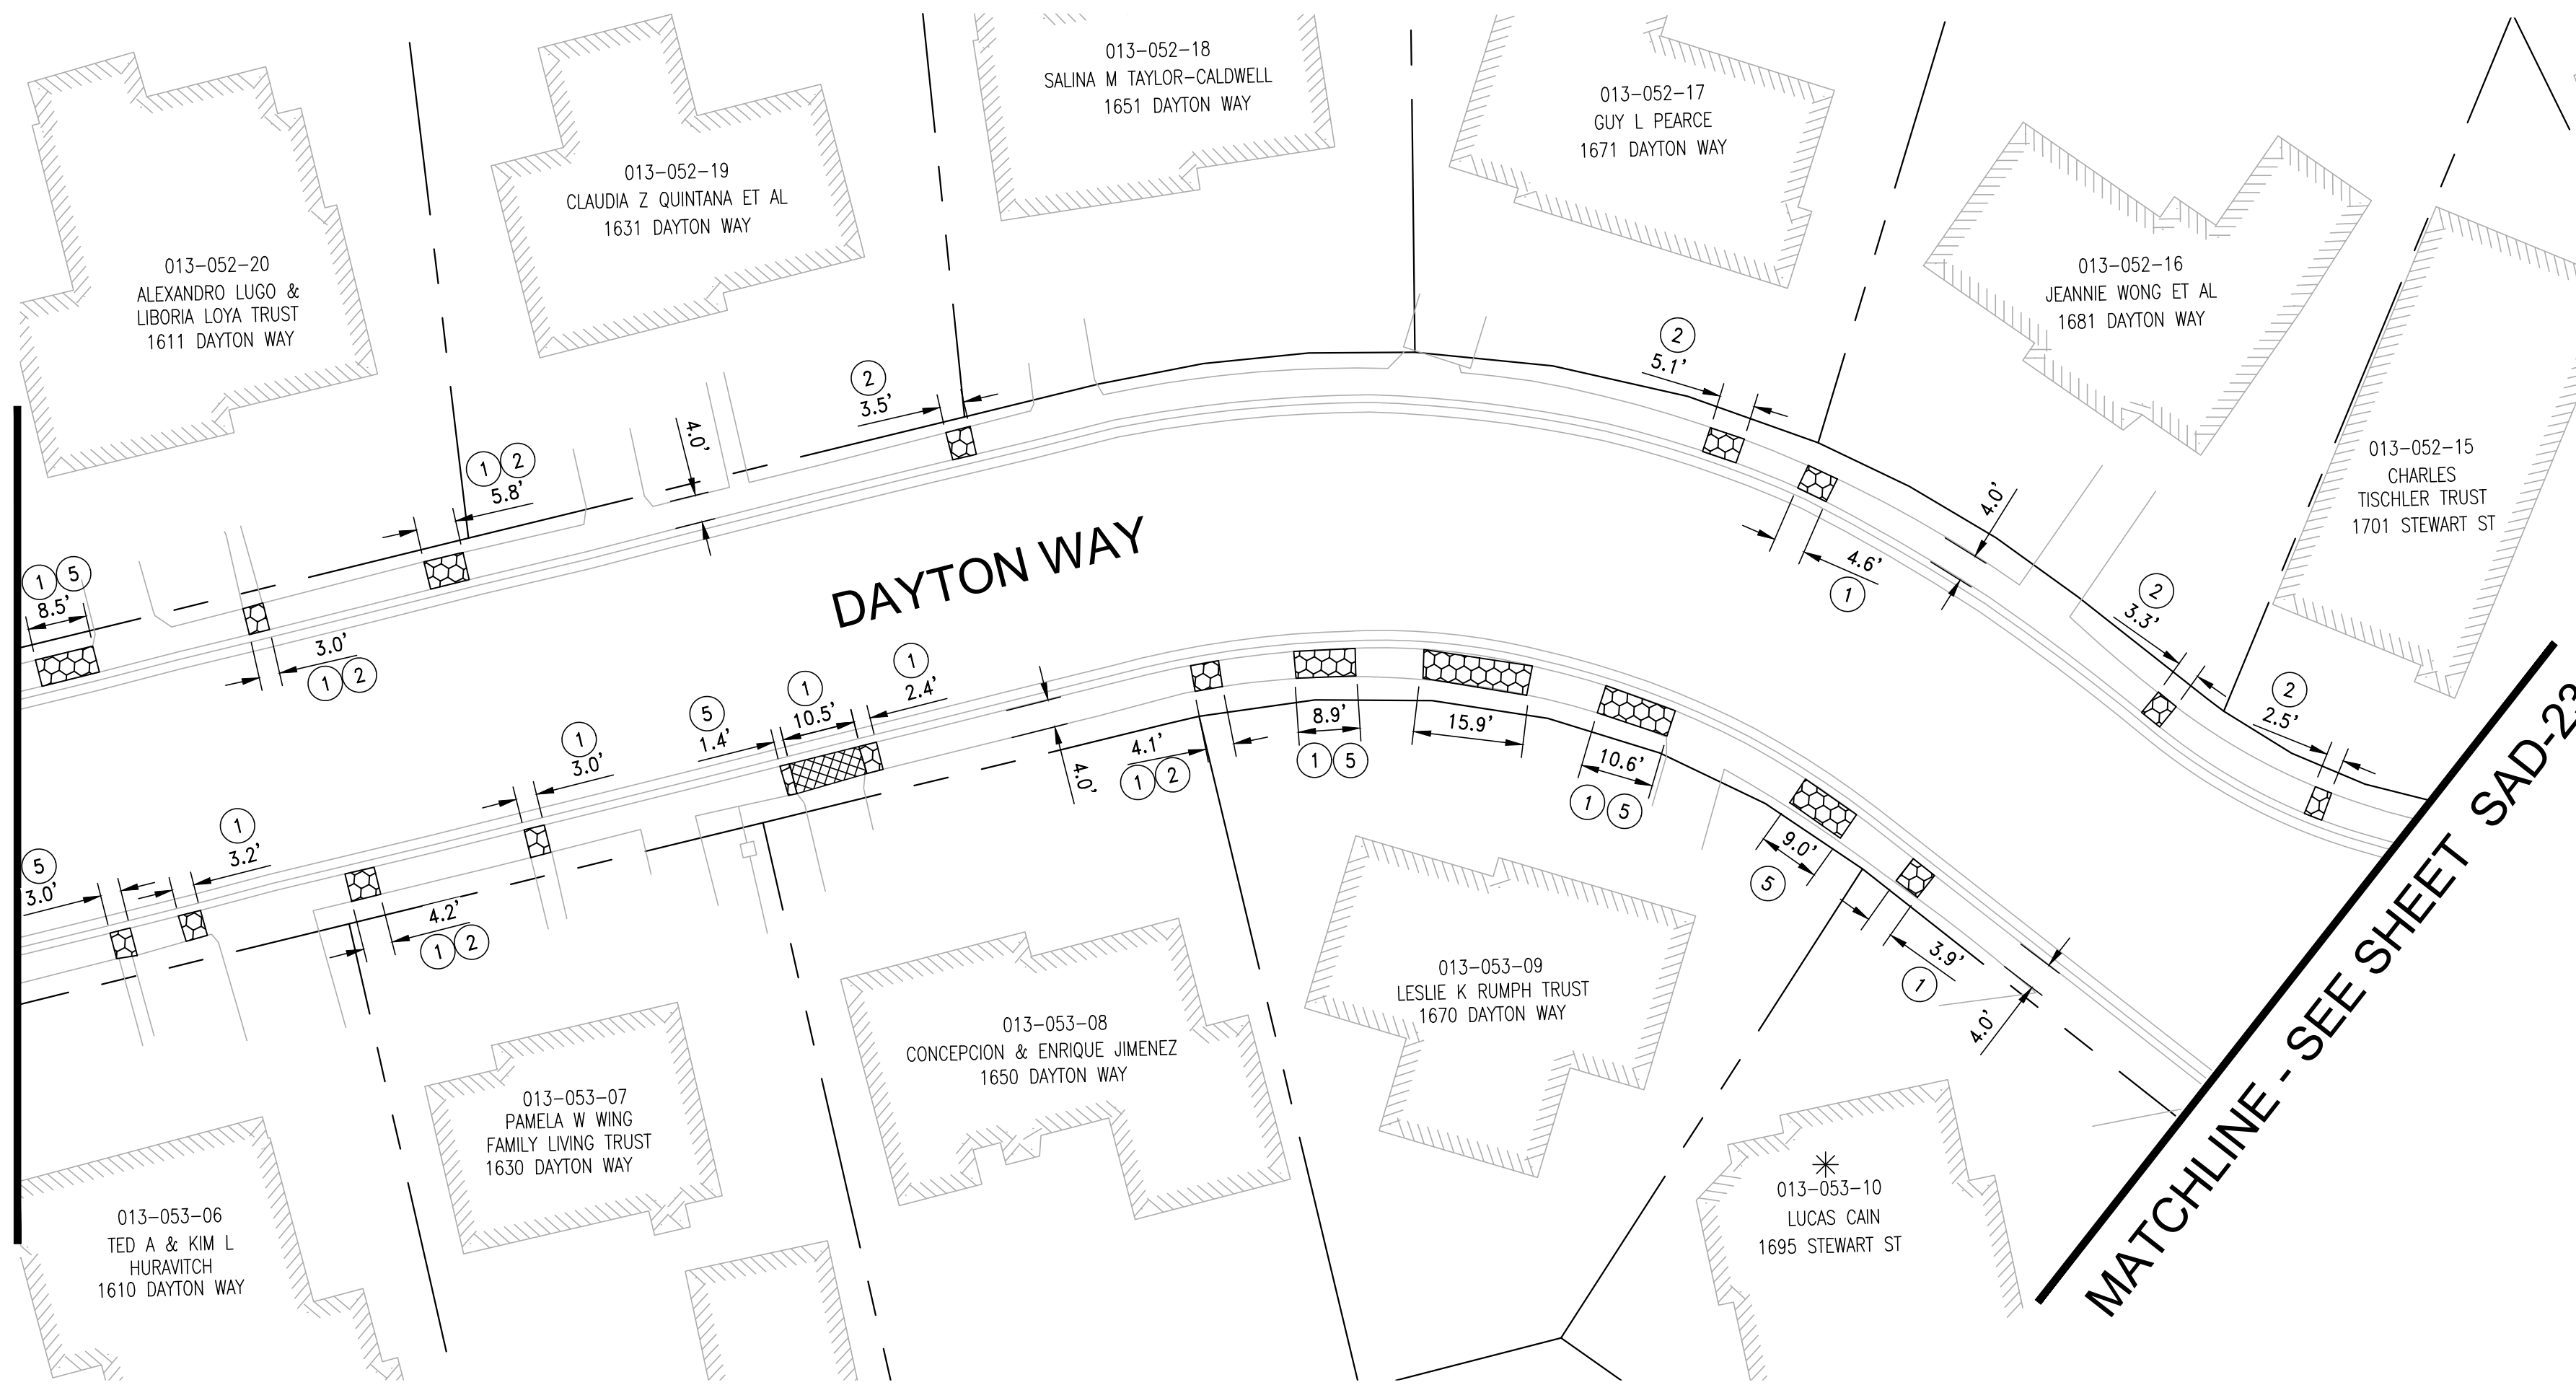 013-052-20
ALEXANDRO LUGO &
LIBORIA LOYA TRUST
1611 DAYTON WAY
013-052-19
CLAUDIA Z QUINTANA ET AL
1631 DAYTON WAY
013-052-18
SALINA M TAYLOR-CALDWELL
1651 DAYTON WAY
013-052-17
GUY L PEARCE
1671 DAYTON WAY
013-052-16
JEANNIE WONG ET AL
1681 DAYTON WAY
013-052-15
CHARLES
TISCHLER TRUST
1701 STEWART ST
1 5
8.5'
3.0'
1 2
1 2
5.8'
4.0'
2
3.5'
2
5.1'
4.6'
1
4.0'
2
3.3'
2
2.5'
DAYTON WAY
5
3.0'
1
3.2'
4.2'
1 2
1
3.0'
5
1.4'
1
10.5'
1
2.4'
4.0'
4.1'
1 2
8.9'
1 5
15.9'
10.6'
1 5
9.0'
5
3.9'
1
4.0'
013-053-06
TED A & KIM L
HURAVITCH
1610 DAYTON WAY
013-053-07
PAMELA W WING
FAMILY LIVING TRUST
1630 DAYTON WAY
013-053-08
CONCEPCION & ENRIQUE JIMENEZ
1650 DAYTON WAY
013-053-09
LESLIE K RUMPH TRUST
1670 DAYTON WAY
013-053-10
LUCAS CAIN
1695 STEWART ST
MATCHLINE - SEE SHEET SAD-23